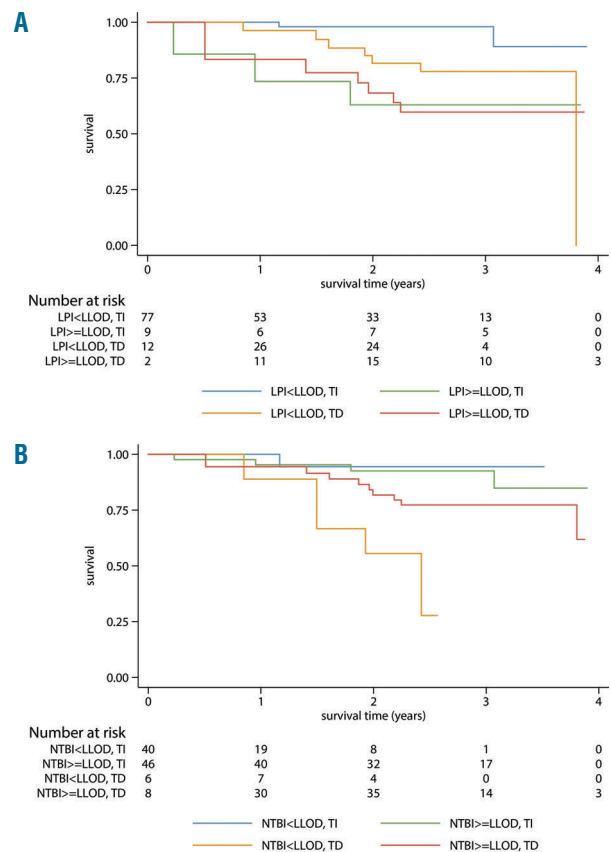 A
1.00
0.75
0.50
0.25
0.00
survival
0 1 2 3 4
survival time (years)
Number at risk
LPI<LLOD, TI 77 53 33 13 0
LPI>=LLOD, TI 9 6 7 5 0
LPI<LLOD, TD 12 26 24 4 0
LPI>=LLOD, TD 2 11 15 10 3
LPI<LLOD, TI LPI>=LLOD, TI
LPI<LLOD, TD LPI>=LLOD, TD
B
1.00
0.75
0.50
0.25
0.00
survival
0 1 2 3 4
survival time (years)
Number at risk
NTBI<LLOD, TI 40 19 8 1 0
NTBI>=LLOD, TI 46 40 32 17 0
NTBI<LLOD, TD 6 7 4 0 0
NTBI>=LLOD, TD 8 30 35 14 3
NTBI<LLOD, TI NTBI>=LLOD, TI
NTBI<LLOD, TD NTBI>=LLOD, TD